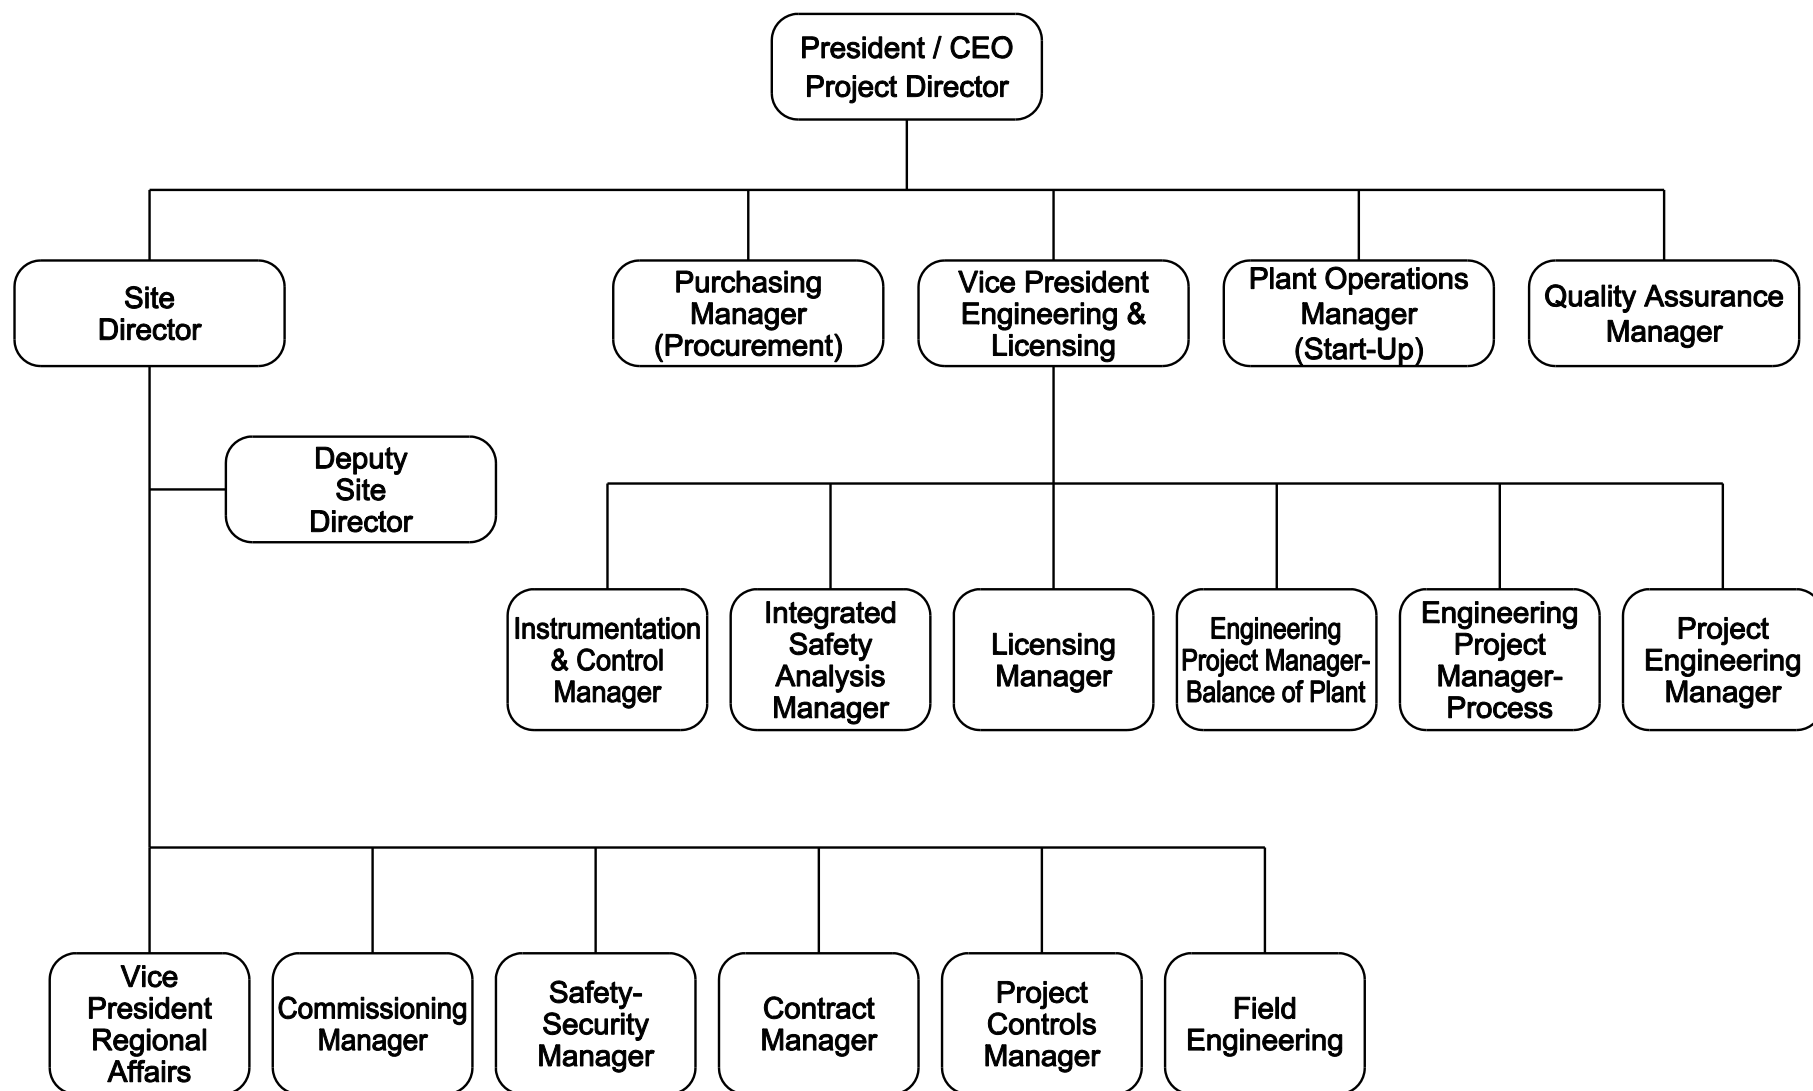 President / CEO
Project Director
Site
Director
Purchasing
Manager
(Procurement)
Vice President
Engineering &
Licensing
Plant Operations
Manager
(Start-Up)
Quality Assurance
Manager
Deputy
Site
Director
Instrumentation
& Control
Manager
Integrated
Safety
Analysis
Manager
Licensing
Manager
Engineering
Project Manager-
Balance of Plant
Engineering
Project
Manager-
Process
Project
Engineering
Manager
Vice
President
Regional
Affairs
Commissioning
Manager
Safety-
Security
Manager
Contract
Manager
Project
Controls
Manager
Field
Engineering